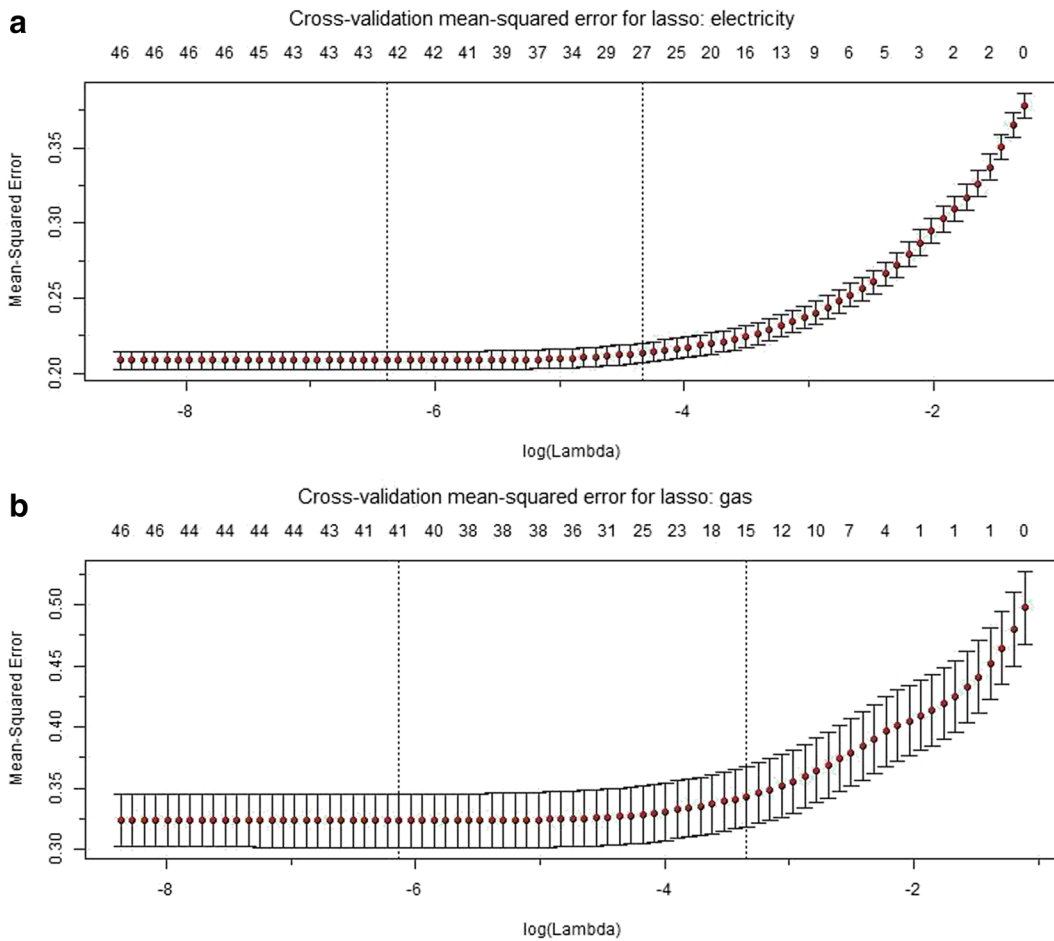 a
Cross-validation mean-squared error for lasso: electricity
46 46 46 46 45 43 43 43 42 42 41 39 37 34 29 27 25 20 16 13 9 6 5 3 2 2 0
Mean-Squared Error
0.35
0.30
0.25
0.20
-8 -6 -4 -2
log(Lambda)
b
Cross-validation mean-squared error for lasso: gas
46 46 44 44 44 44 43 41 41 40 38 38 38 36 31 25 23 18 15 12 10 7 4 1 1 1 0
Mean-Squared Error
0.50
0.45
0.40
0.35
0.30
-8 -6 -4 -2
log(Lambda)